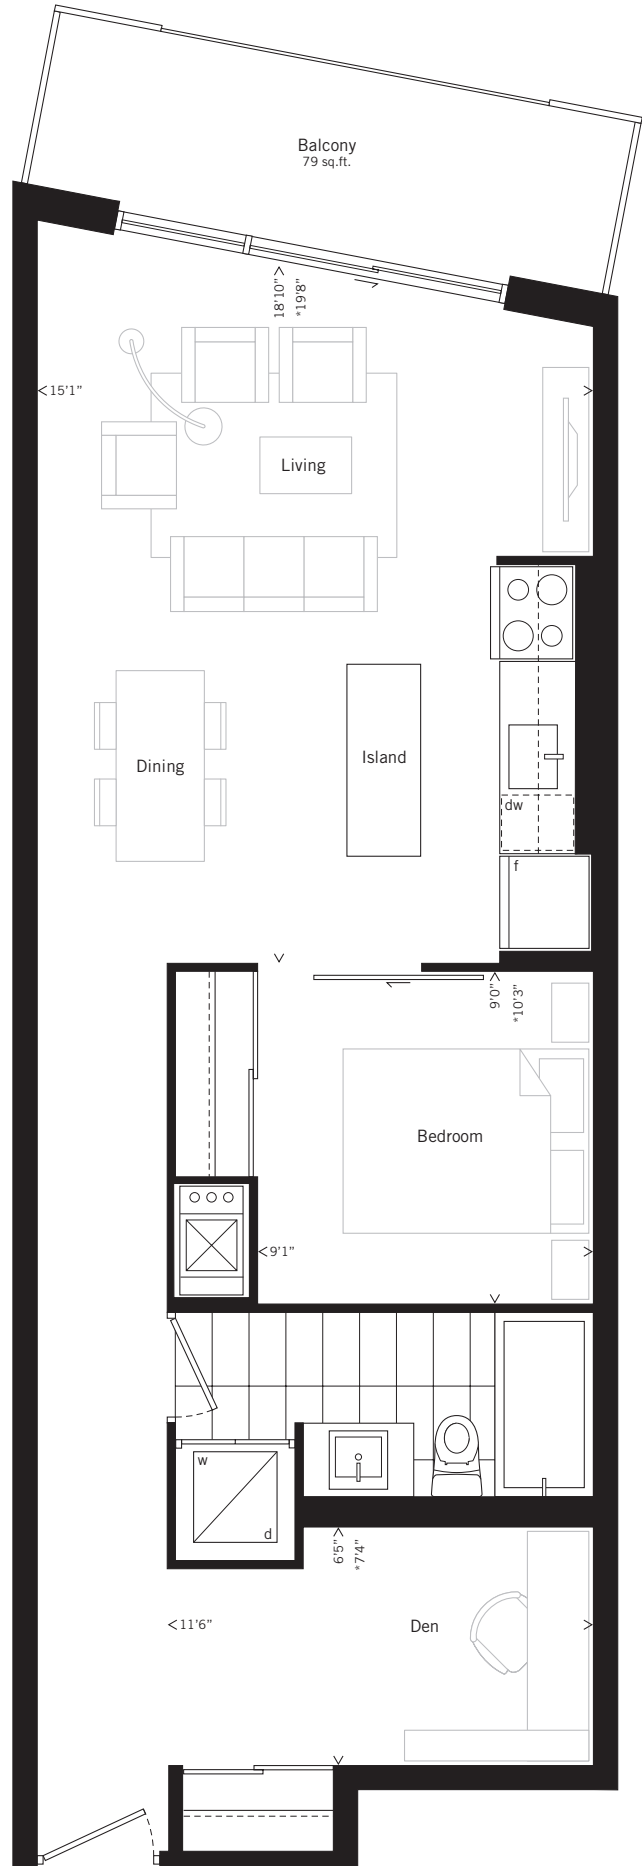 Balcony
79 sq.ft.
18'10"
*19'8"
15'1"
Living
Dining
Island
dw
f
9'0"
*10'3"
Bedroom
9'1"
w
d
6'5"
*7'4"
11'6"
Den